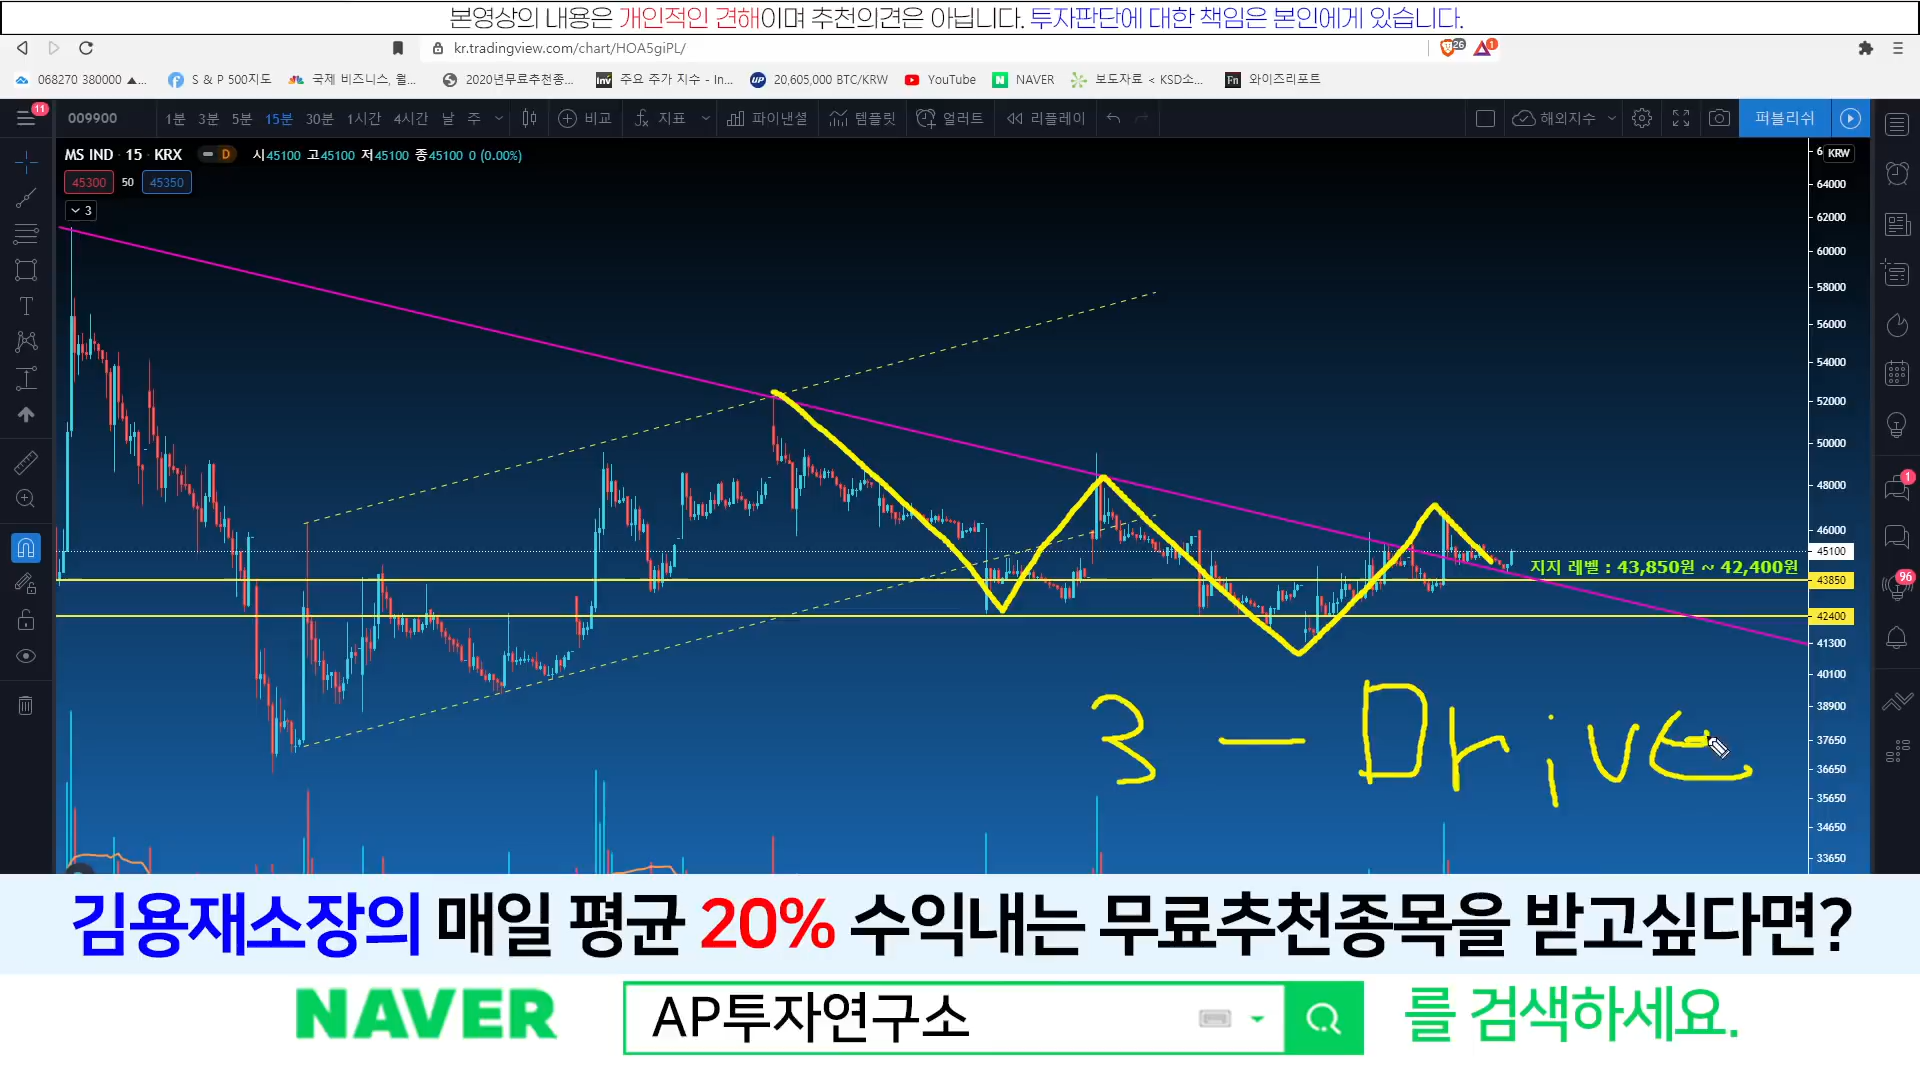 본영상의 내용은 개인적인 견해이며 추천의견은 아닙니다. 투자판단에 대한 책임은 본인에게 있습니다.
26 1
kr.tradingview.com/chart/HOA5giPL/
068270 380000 ▲... S & P 500지도 국제 비즈니스, 월... 2020년무료추천종... Inv 주요 주가 지수 - In... UP 20,605,000 BTC/KRW YouTube N NAVER 보도자료 < KSD소... Fn 와이즈리포트
11 009900 1분 3분 5분 15분 30분 1시간 4시간 날 주 비교 지표 파이낸셜 템플릿 얼러트 리플레이 해외지수 퍼블리쉬
MS IND · 15 · KRX D 시45100 고45100 저45100 종45100 0 (0.00%)
45300 50 45350
3
KRW
64000
62000
60000
58000
56000
54000
52000
50000
48000
46000
45100
지지 레벨 : 43,850원 ~ 42,400원
43850
42400
41300
40100
38900
37650
36650
35650
34650
33650
1
96
3 - Drive
김용재소장의 매일 평균 20% 수익내는 무료추천종목을 받고싶다면?
NAVER AP투자연구소 를 검색하세요.